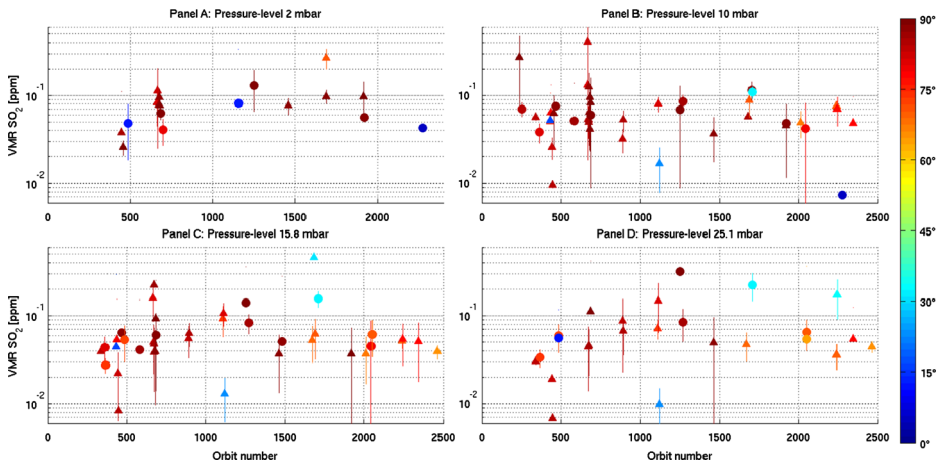 Panel A: Pressure-level 2 mbar
Panel B: Pressure-level 10 mbar
VMR SO2 [ppm]
10^-1
10^-2
0 500 1000 1500 2000
10^-1
10^-2
0 500 1000 1500 2000 2500
Panel C: Pressure-level 15.8 mbar
Panel D: Pressure-level 25.1 mbar
VMR SO2 [ppm]
10^-1
10^-2
0 500 1000 1500 2000 2500
Orbit number
10^-1
10^-2
0 500 1000 1500 2000 2500
Orbit number
90°
75°
60°
45°
30°
15°
0°